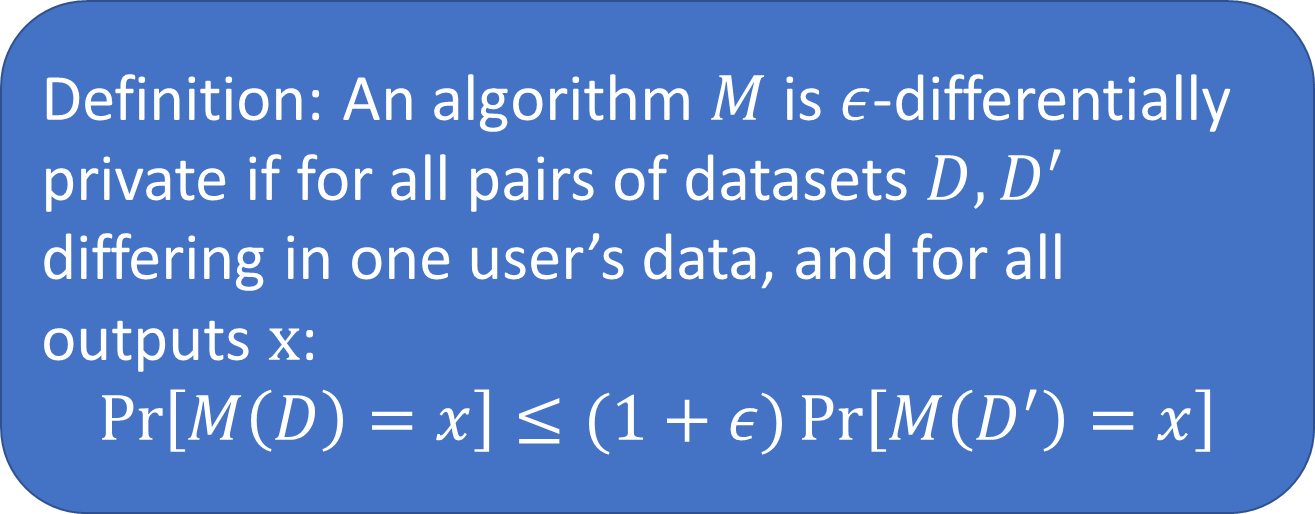 Definition: An algorithm 𝑀 is 𝜖-differentially
private if for all pairs of datasets 𝐷, 𝐷′
differing in one user’s data, and for all
outputs x:
Pr[𝑀(𝐷) = 𝑥] ≤ (1 + 𝜖) Pr[𝑀(𝐷′) = 𝑥]